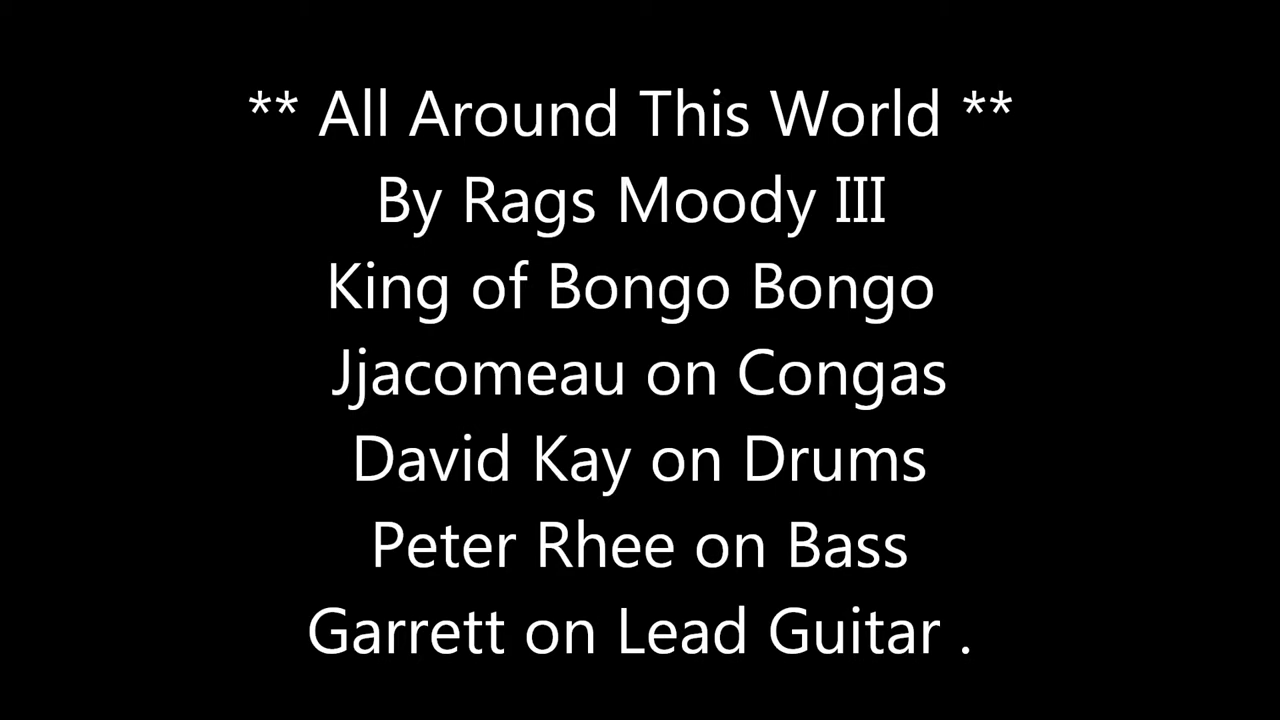 ** All Around This World **
By Rags Moody III
King of Bongo Bongo
Jjacomeau on Congas
David Kay on Drums
Peter Rhee on Bass
Garrett on Lead Guitar .